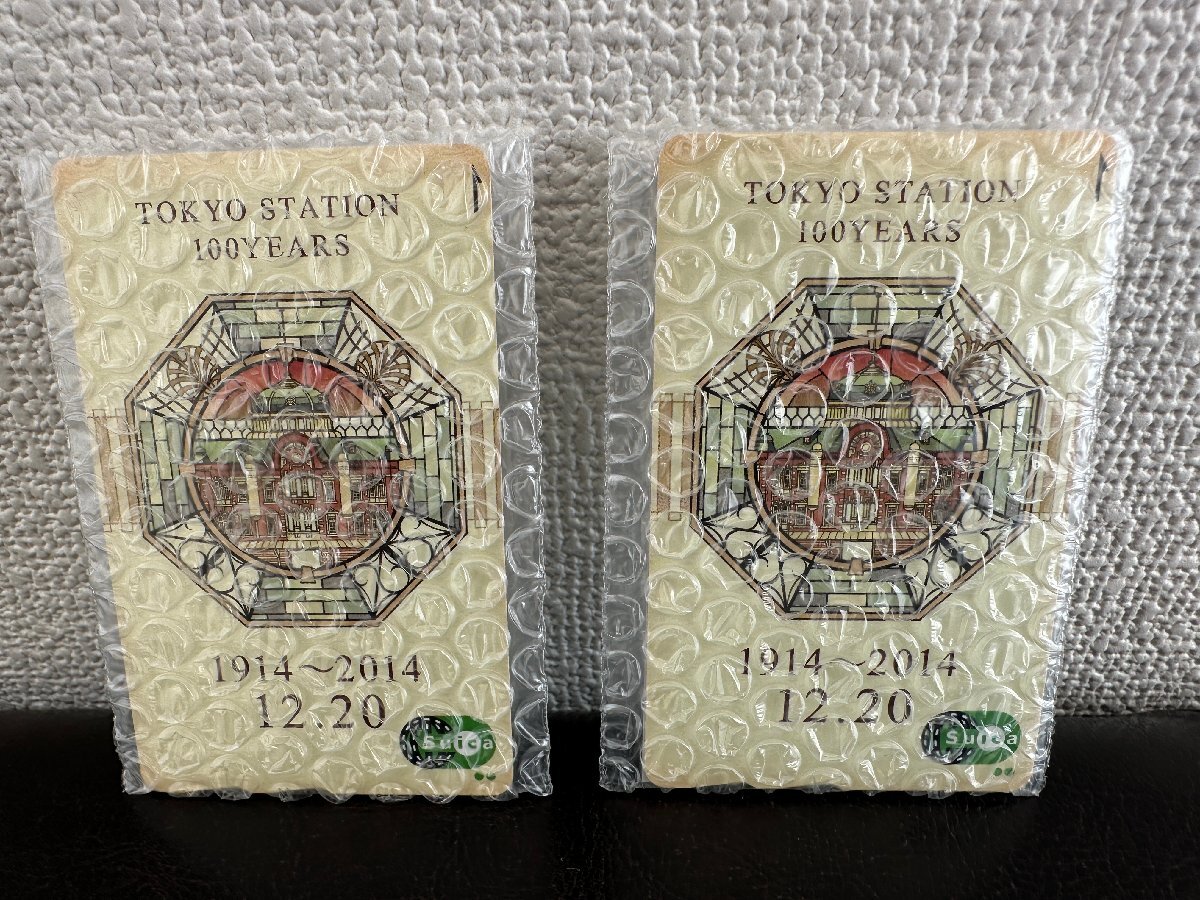 TOKYO STATION
100YEARS
1914～2014
12.20
Suica
TOKYO STATION
100YEARS
1914～2014
12.20
Suica